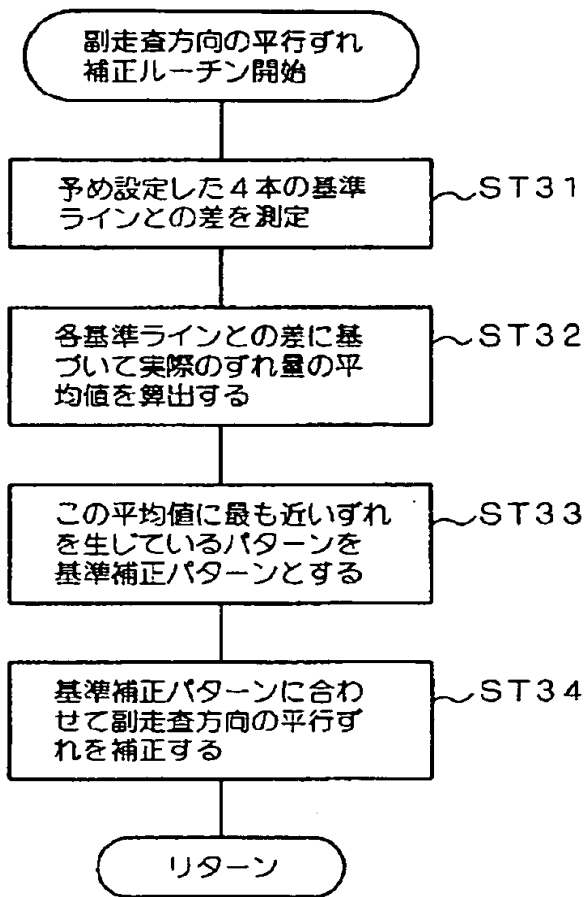 副走査方向の平行ずれ
補正ルーチン開始
予め設定した4本の基準
ラインとの差を測定
ST31
各基準ラインとの差に基
づいて実際のずれ量の平
均値を算出する
ST32
この平均値に最も近いずれ
を生じているパターンを
基準補正パターンとする
ST33
基準補正パターンに合わ
せて副走査方向の平行ず
れを補正する
ST34
リターン